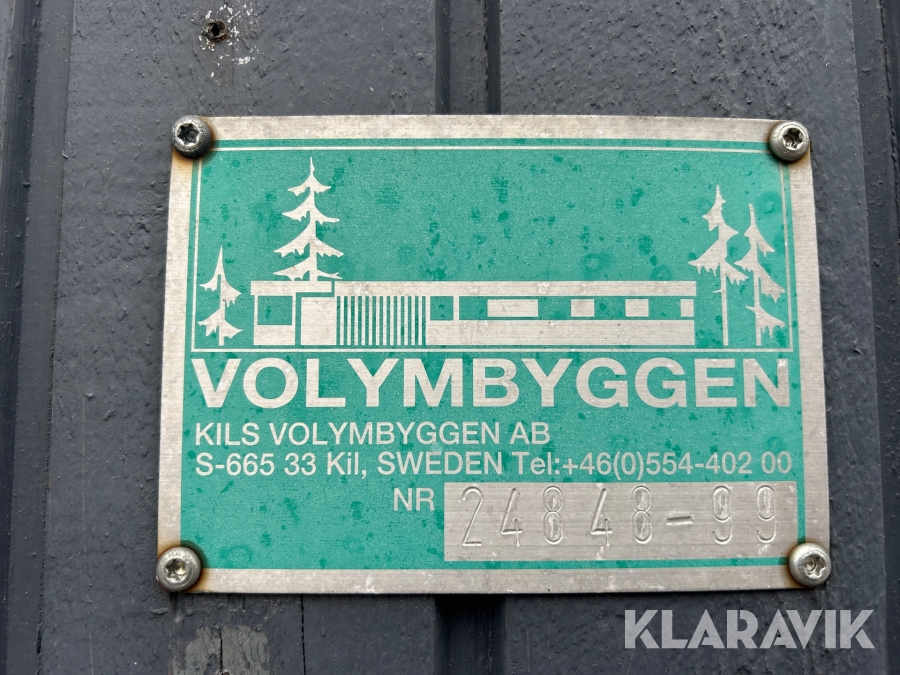 VOLYMBYGGEN
KILS VOLYMBYGGEN AB
S-665 33 Kil, SWEDEN Tel:+46(0)554-402 00
NR 24848-99
KLARAVIK